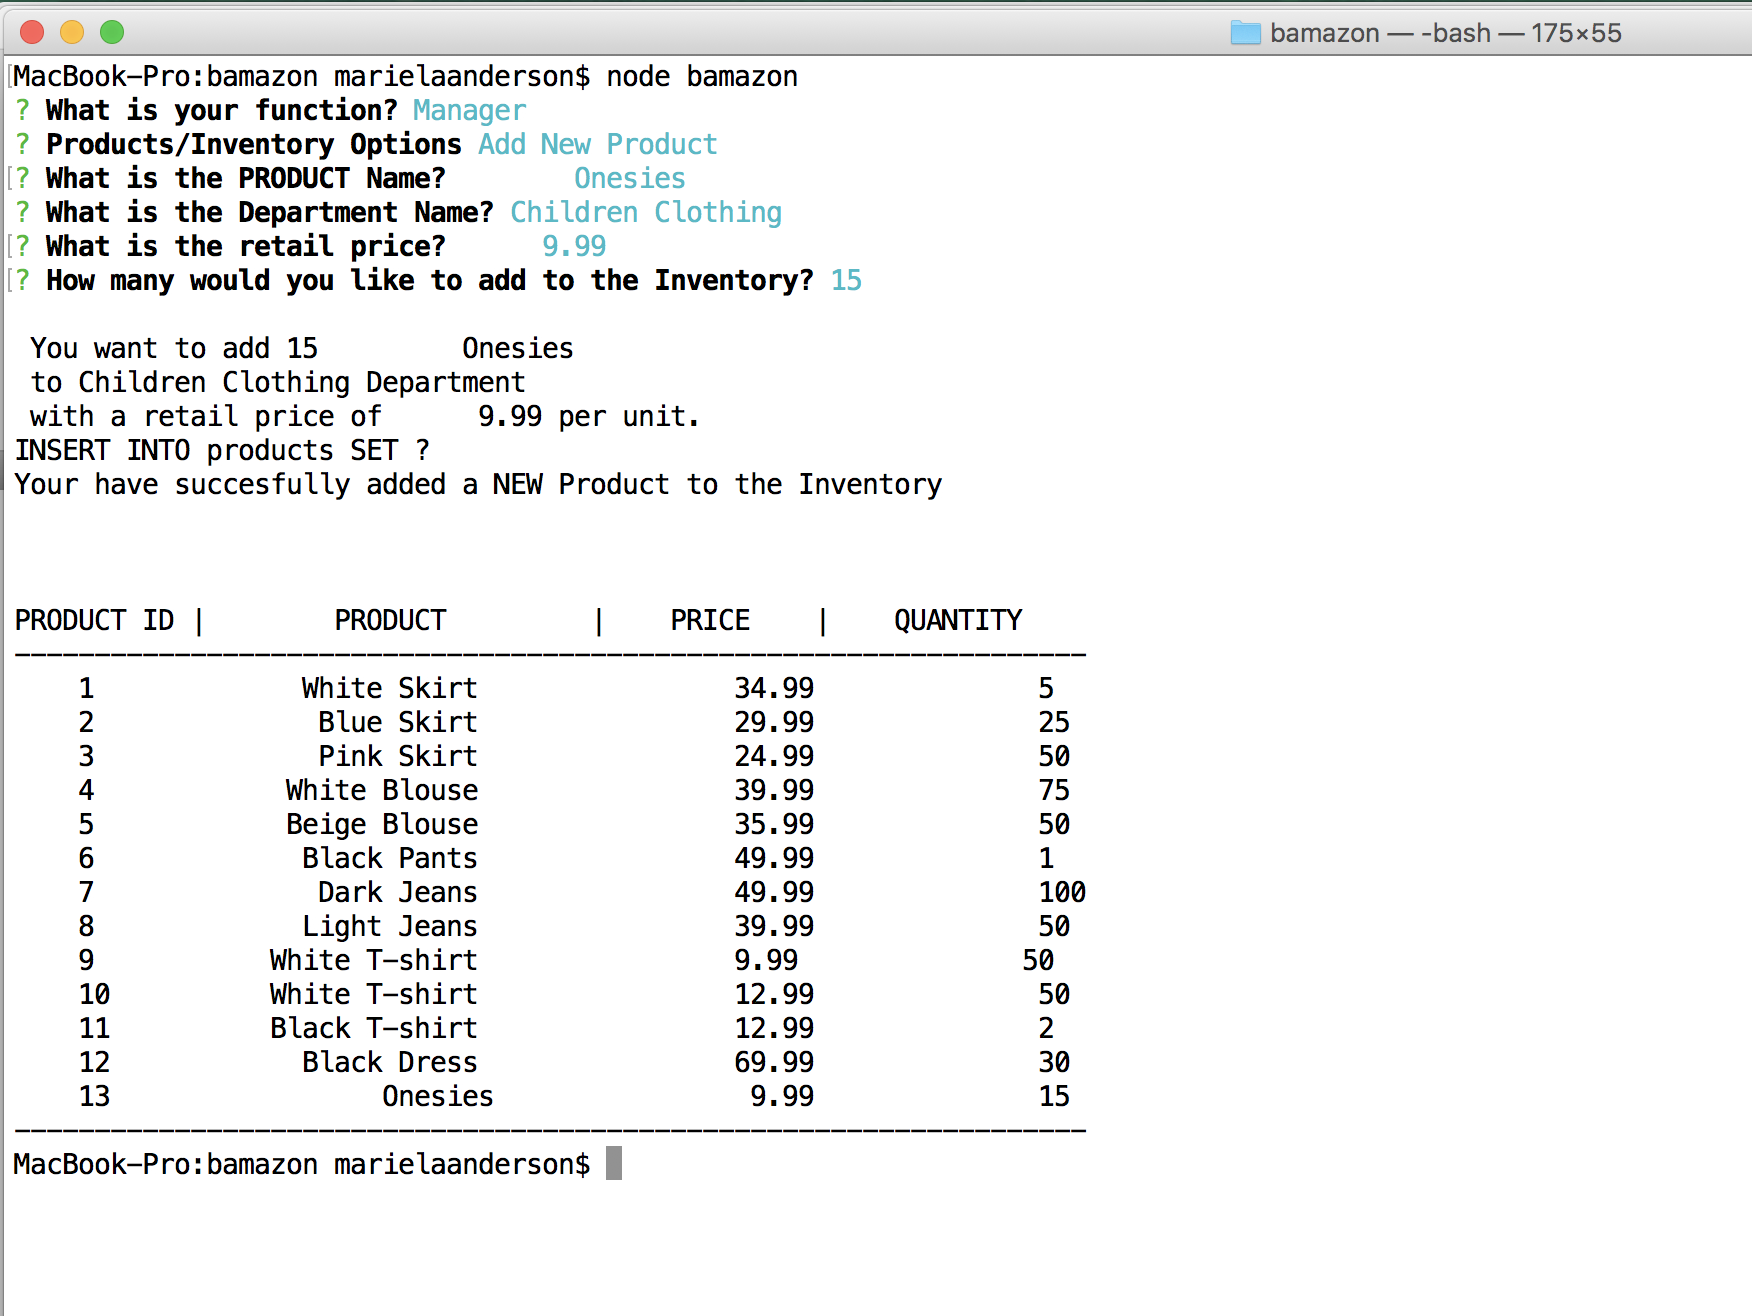 bamazon — -bash — 175×55
MacBook-Pro:bamazon marielaanderson$ node bamazon
? What is your function? Manager
? Products/Inventory Options Add New Product
? What is the PRODUCT Name?        Onesies
? What is the Department Name? Children Clothing
? What is the retail price?      9.99
? How many would you like to add to the Inventory? 15
You want to add 15         Onesies
to Children Clothing Department
with a retail price of      9.99 per unit.
INSERT INTO products SET ?
Your have succesfully added a NEW Product to the Inventory
PRODUCT ID |        PRODUCT         |    PRICE    |    QUANTITY
-------------------------------------------------------------------
1             White Skirt                34.99              5
2              Blue Skirt                29.99              25
3              Pink Skirt                24.99              50
4            White Blouse                39.99              75
5            Beige Blouse                35.99              50
6             Black Pants                49.99              1
7              Dark Jeans                49.99              100
8             Light Jeans                39.99              50
9           White T-shirt                9.99              50
10          White T-shirt                12.99              50
11          Black T-shirt                12.99              2
12            Black Dress                69.99              30
13                 Onesies                9.99              15
-------------------------------------------------------------------
MacBook-Pro:bamazon marielaanderson$